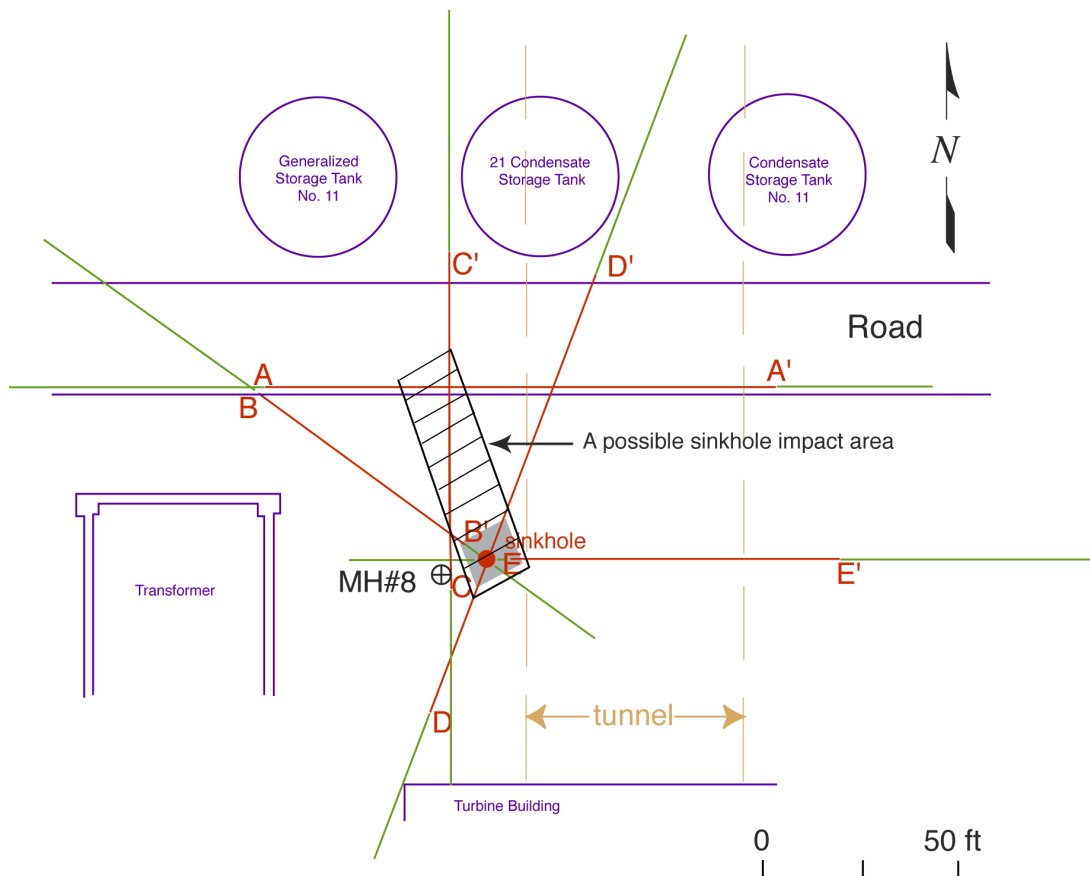 Generalized
Storage Tank
No. 11
21 Condensate
Storage Tank
Condensate
Storage Tank
No. 11
N
C'
D'
Road
A
A'
B
A possible sinkhole impact area
B'
sinkhole
E
E'
MH#8
C
Transformer
D
tunnel
Turbine Building
0
50 ft